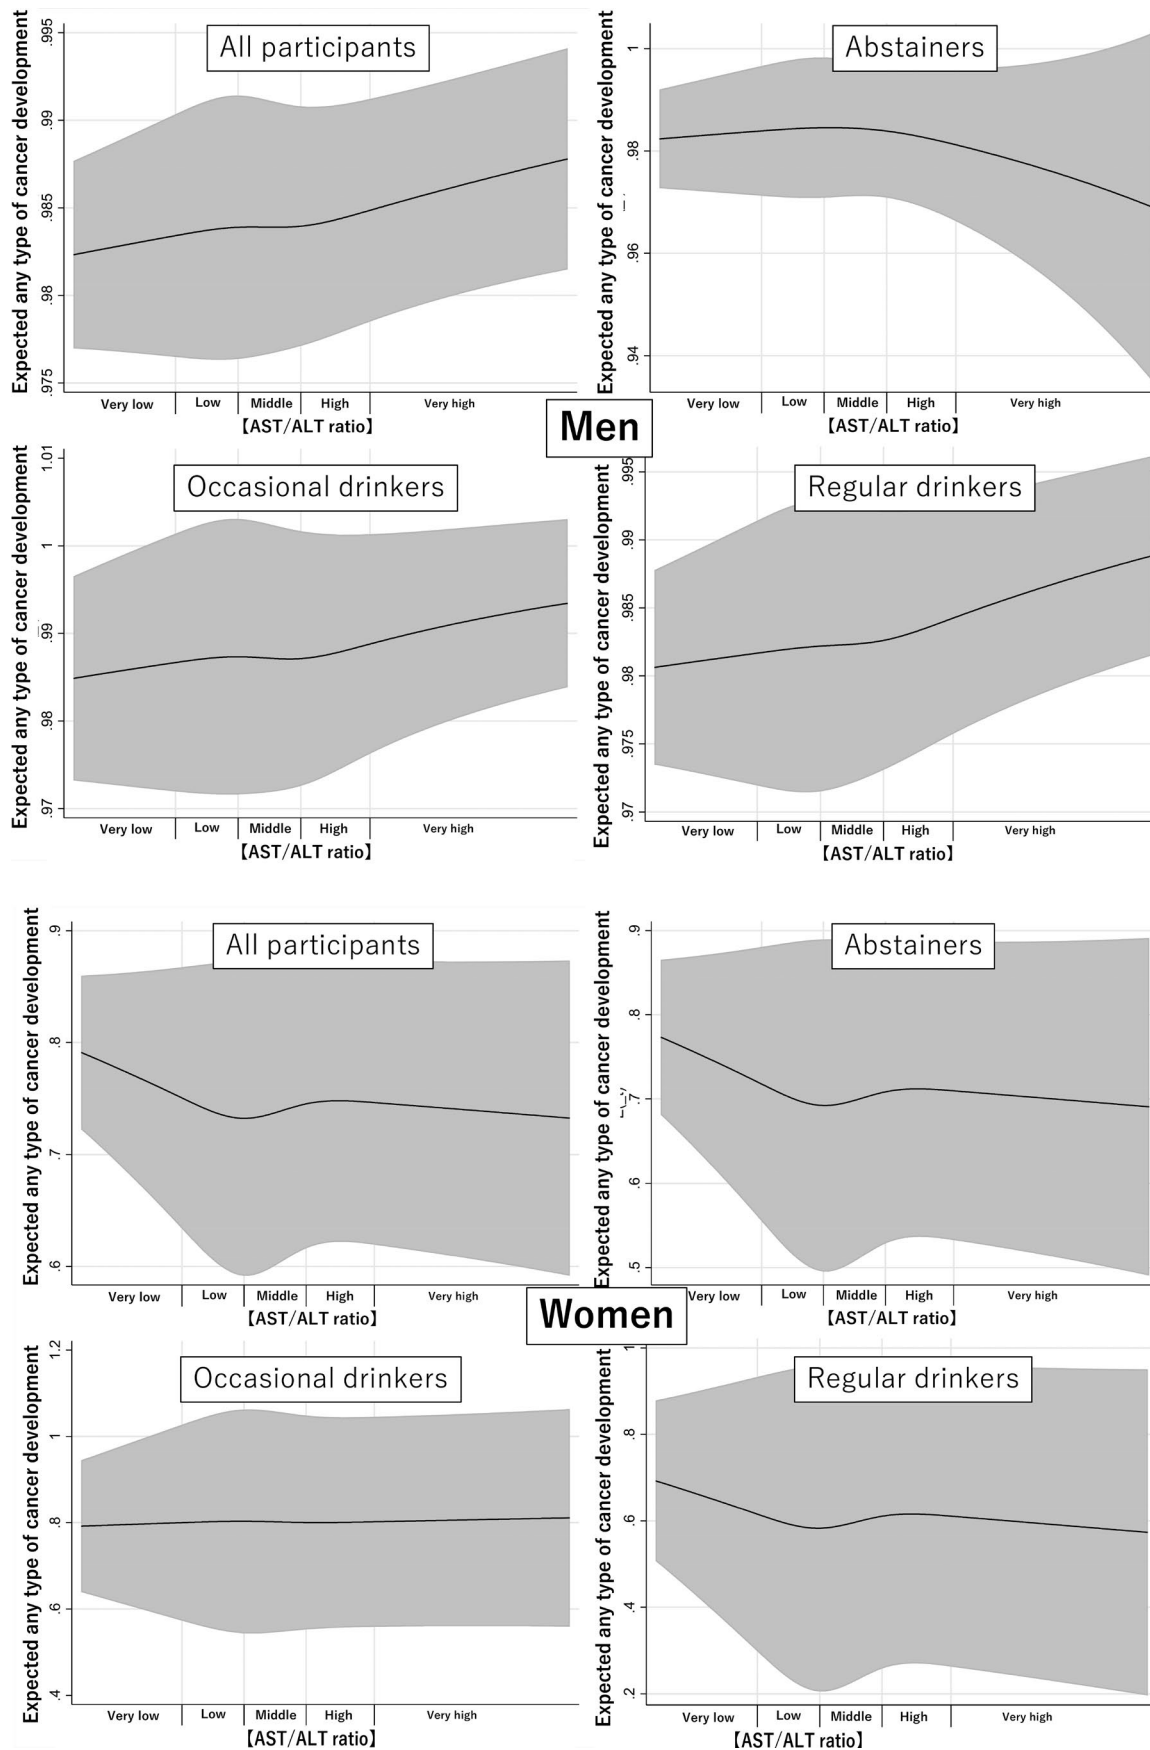 All participants
Expected any type of cancer development
.995
.99
.985
.98
.975
Very low Low Middle High Very high
【AST/ALT ratio】
Abstainers
Expected any type of cancer development
1
.98
.96
.94
Very low Low Middle High Very high
【AST/ALT ratio】
Men
Occasional drinkers
Expected any type of cancer development
1.01
1
.99
.98
.97
Very low Low Middle High Very high
【AST/ALT ratio】
Regular drinkers
Expected any type of cancer development
.995
.99
.985
.98
.975
.97
Very low Low Middle High Very high
【AST/ALT ratio】
All participants
Expected any type of cancer development
.9
.8
.7
.6
Very low Low Middle High Very high
【AST/ALT ratio】
Abstainers
Expected any type of cancer development
.9
.8
.7
.6
.5
Very low Low Middle High Very high
【AST/ALT ratio】
Women
Occasional drinkers
Expected any type of cancer development
1.2
1
.8
.6
.4
Very low Low Middle High Very high
【AST/ALT ratio】
Regular drinkers
Expected any type of cancer development
1
.8
.6
.4
.2
Very low Low Middle High Very high
【AST/ALT ratio】